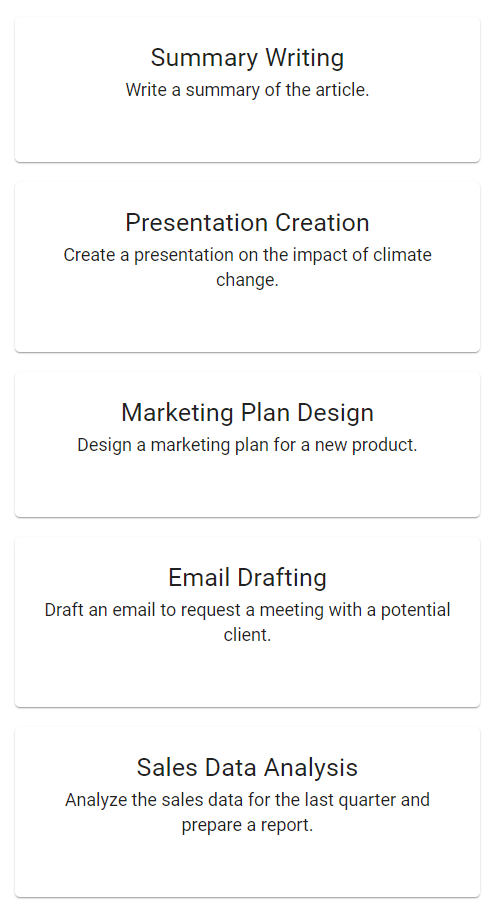 Summary Writing
Write a summary of the article.
Presentation Creation
Create a presentation on the impact of climate
change.
Marketing Plan Design
Design a marketing plan for a new product.
Email Drafting
Draft an email to request a meeting with a potential
client.
Sales Data Analysis
Analyze the sales data for the last quarter and
prepare a report.